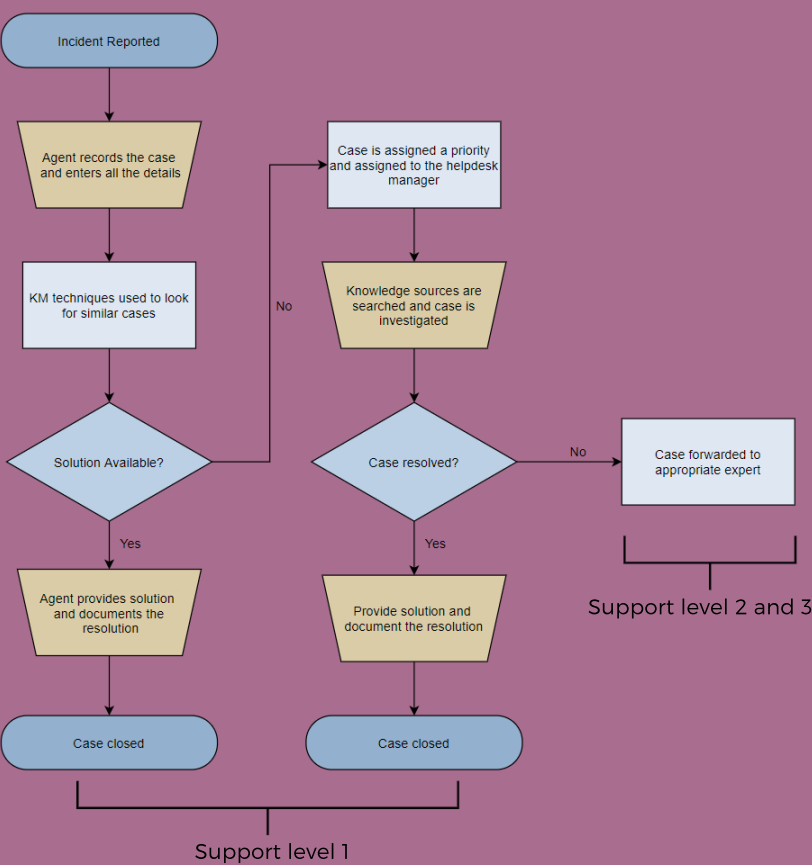 Incident Reported
Agent records the case
and enters all the details
KM techniques used to look
for similar cases
Solution Available?
Yes
No
Agent provides solution
and documents the
resolution
Case closed
Case is assigned a priority
and assigned to the helpdesk
manager
Knowledge sources are
searched and case is
investigated
Case resolved?
Yes
No
Provide solution and
document the resolution
Case closed
Case forwarded to
appropriate expert
Support level 2 and 3
Support level 1